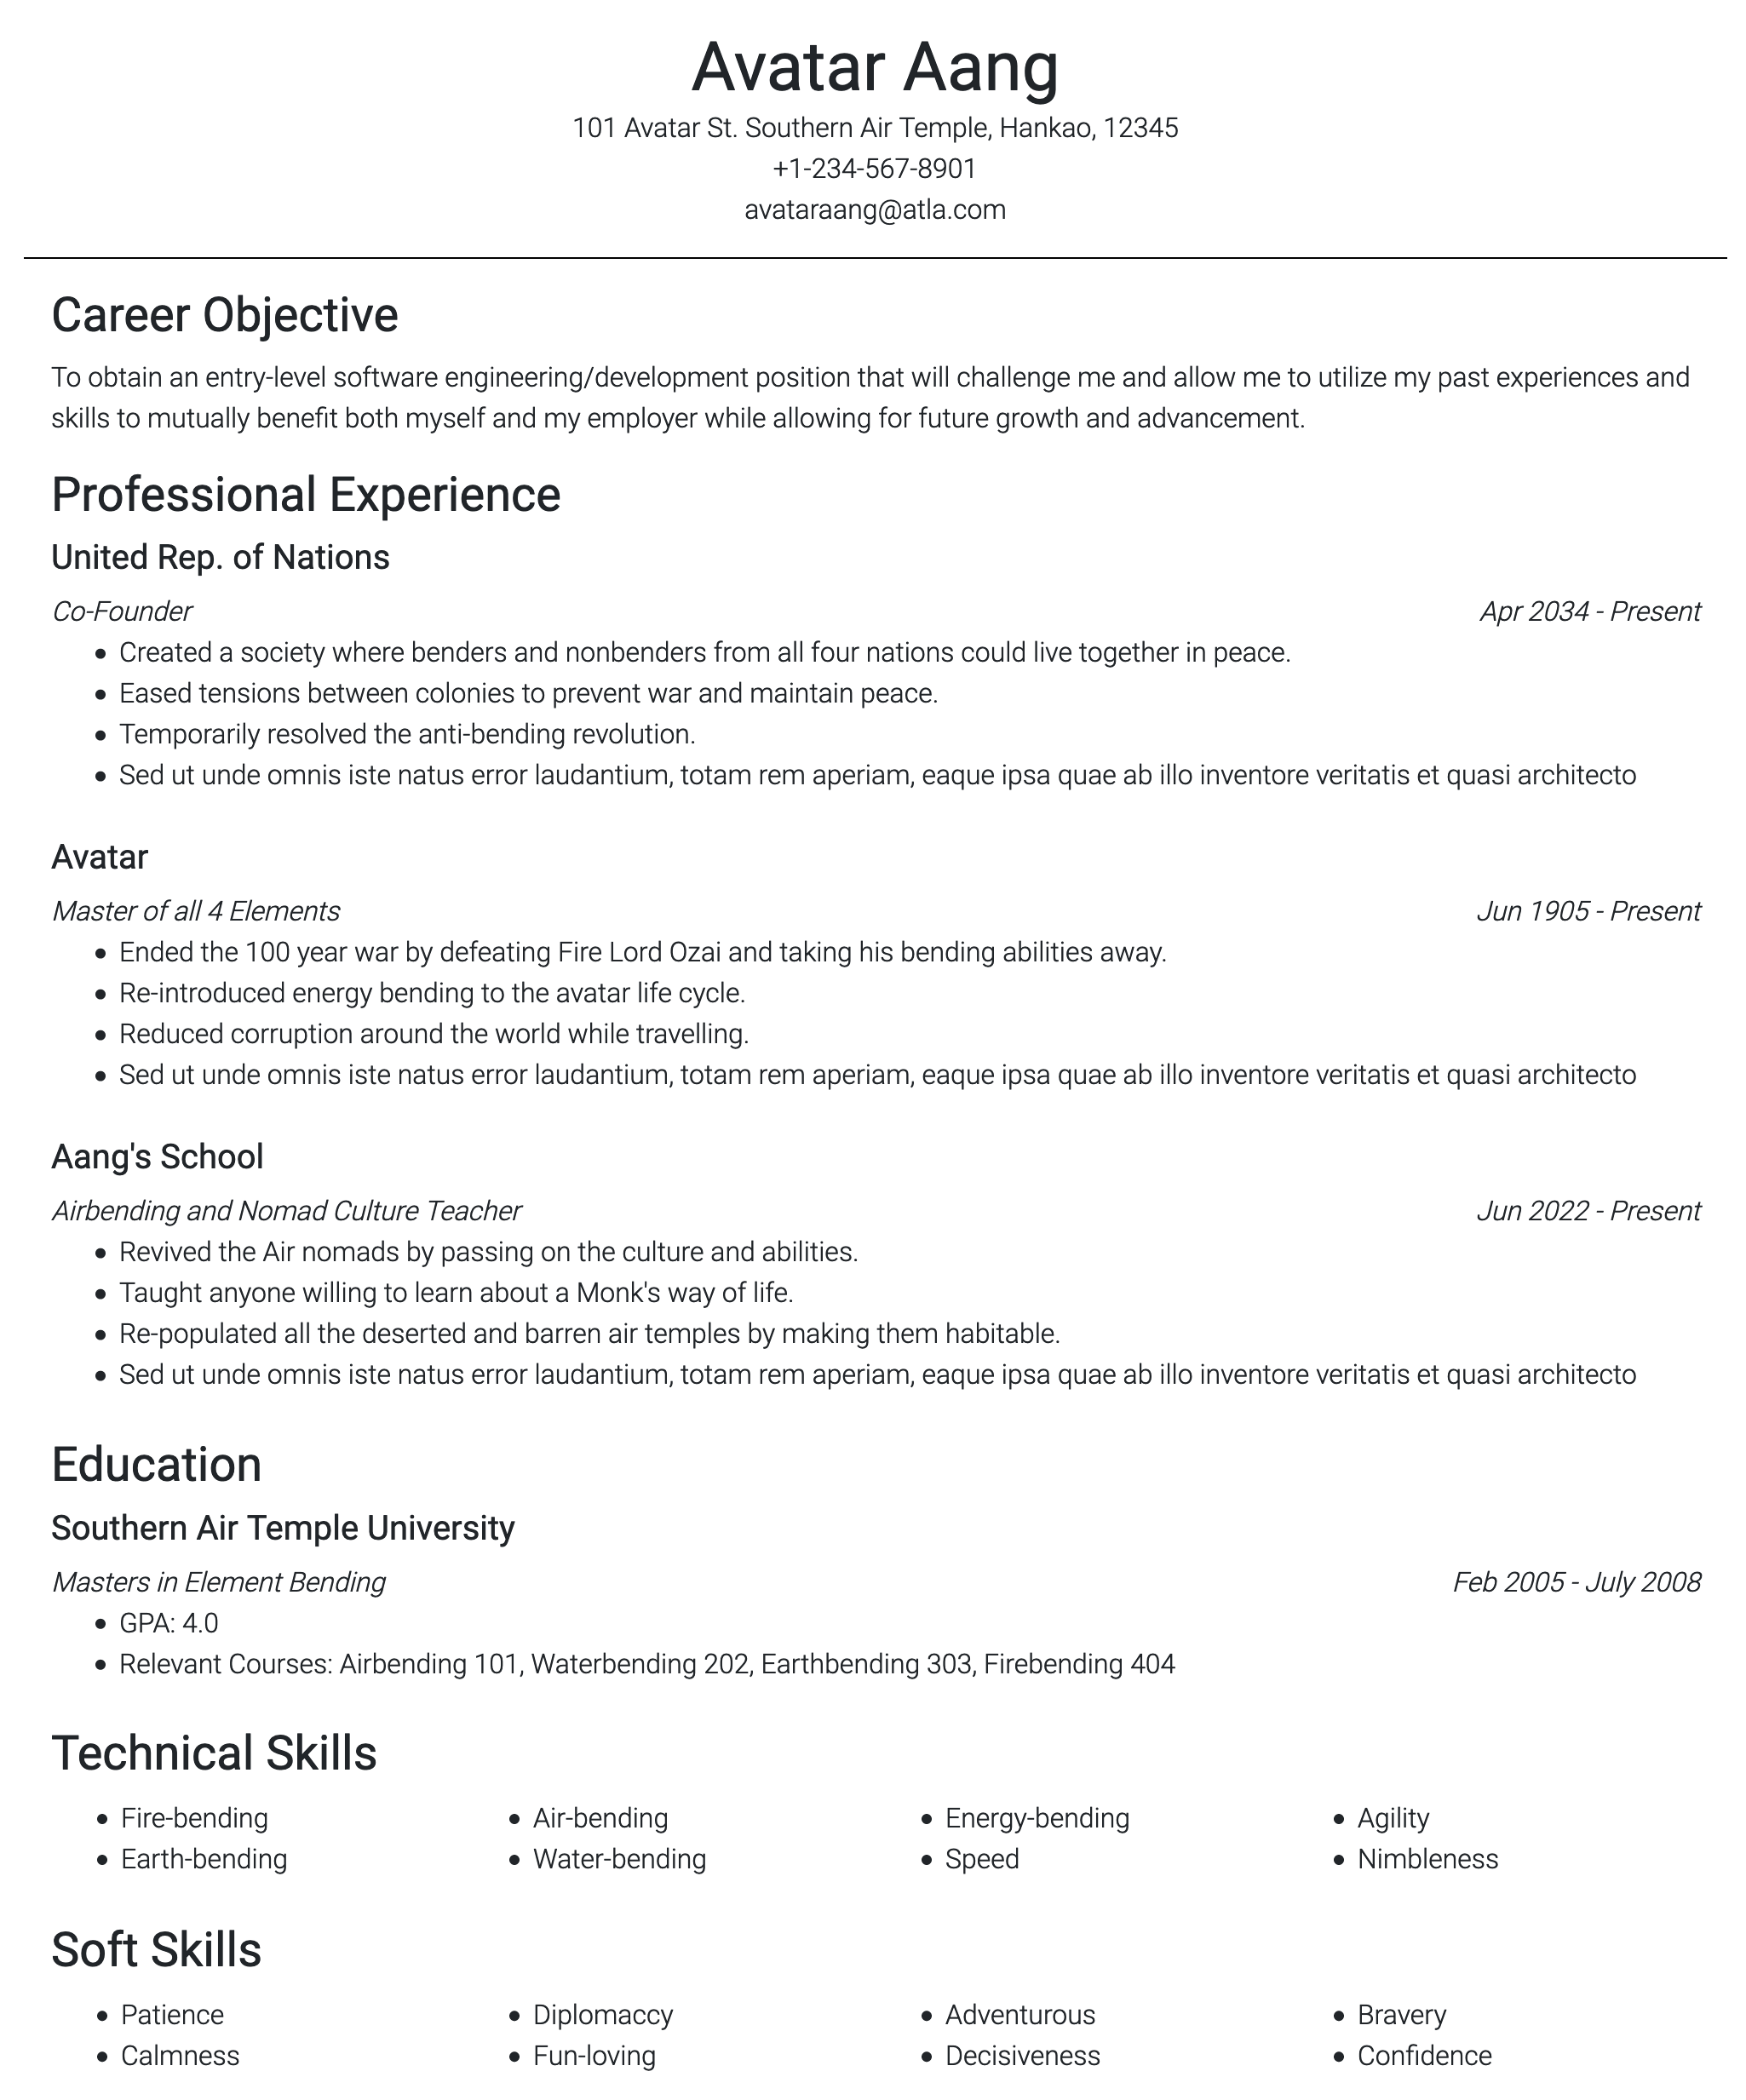 Avatar Aang
101 Avatar St. Southern Air Temple, Hankao, 12345
+1-234-567-8901
avataraang@atla.com
Career Objective
To obtain an entry-level software engineering/development position that will challenge me and allow me to utilize my past experiences and
skills to mutually benefit both myself and my employer while allowing for future growth and advancement.
Professional Experience
United Rep. of Nations
Co-Founder Apr 2034 - Present
• Created a society where benders and nonbenders from all four nations could live together in peace.
• Eased tensions between colonies to prevent war and maintain peace.
• Temporarily resolved the anti-bending revolution.
• Sed ut unde omnis iste natus error laudantium, totam rem aperiam, eaque ipsa quae ab illo inventore veritatis et quasi architecto
Avatar
Master of all 4 Elements Jun 1905 - Present
• Ended the 100 year war by defeating Fire Lord Ozai and taking his bending abilities away.
• Re-introduced energy bending to the avatar life cycle.
• Reduced corruption around the world while travelling.
• Sed ut unde omnis iste natus error laudantium, totam rem aperiam, eaque ipsa quae ab illo inventore veritatis et quasi architecto
Aang's School
Airbending and Nomad Culture Teacher Jun 2022 - Present
• Revived the Air nomads by passing on the culture and abilities.
• Taught anyone willing to learn about a Monk's way of life.
• Re-populated all the deserted and barren air temples by making them habitable.
• Sed ut unde omnis iste natus error laudantium, totam rem aperiam, eaque ipsa quae ab illo inventore veritatis et quasi architecto
Education
Southern Air Temple University
Masters in Element Bending Feb 2005 - July 2008
• GPA: 4.0
• Relevant Courses: Airbending 101, Waterbending 202, Earthbending 303, Firebending 404
Technical Skills
• Fire-bending • Air-bending • Energy-bending • Agility
• Earth-bending • Water-bending • Speed • Nimbleness
Soft Skills
• Patience • Diplomaccy • Adventurous • Bravery
• Calmness • Fun-loving • Decisiveness • Confidence